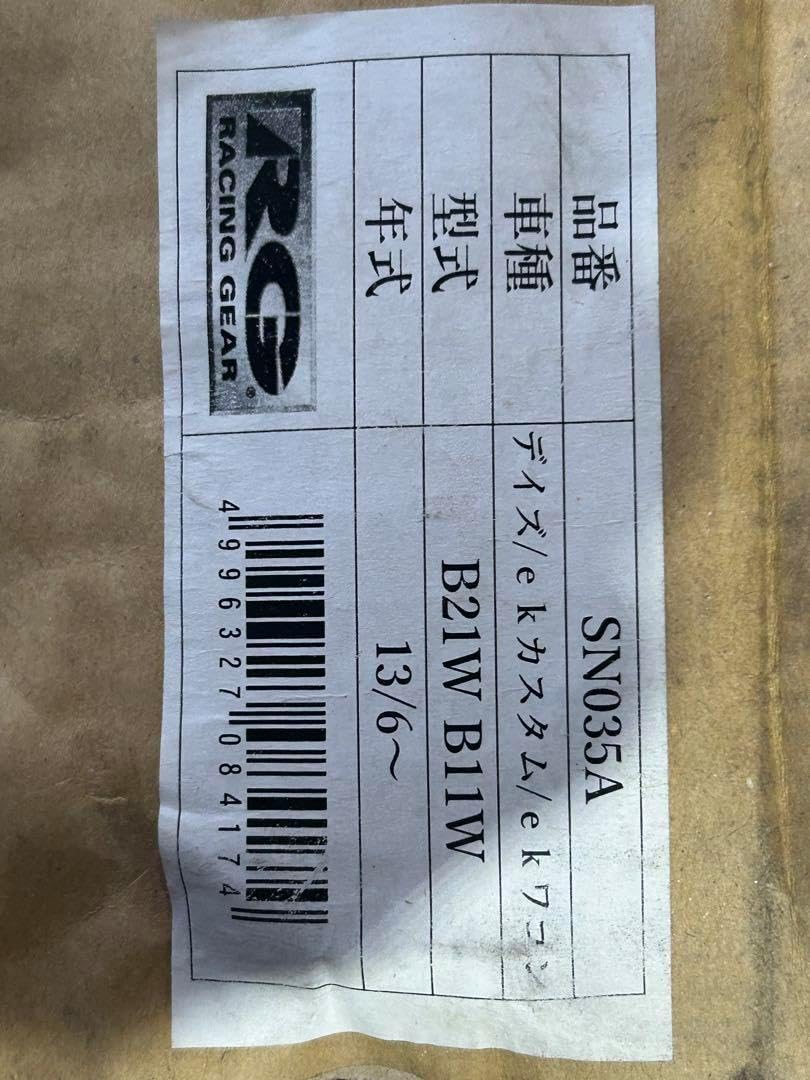 品番 SN035A
車種 デイズ/ekカスタム/ekワゴン
型式 B21W B11W
年式 13/6～
RG
RACING GEAR®
4996327084174